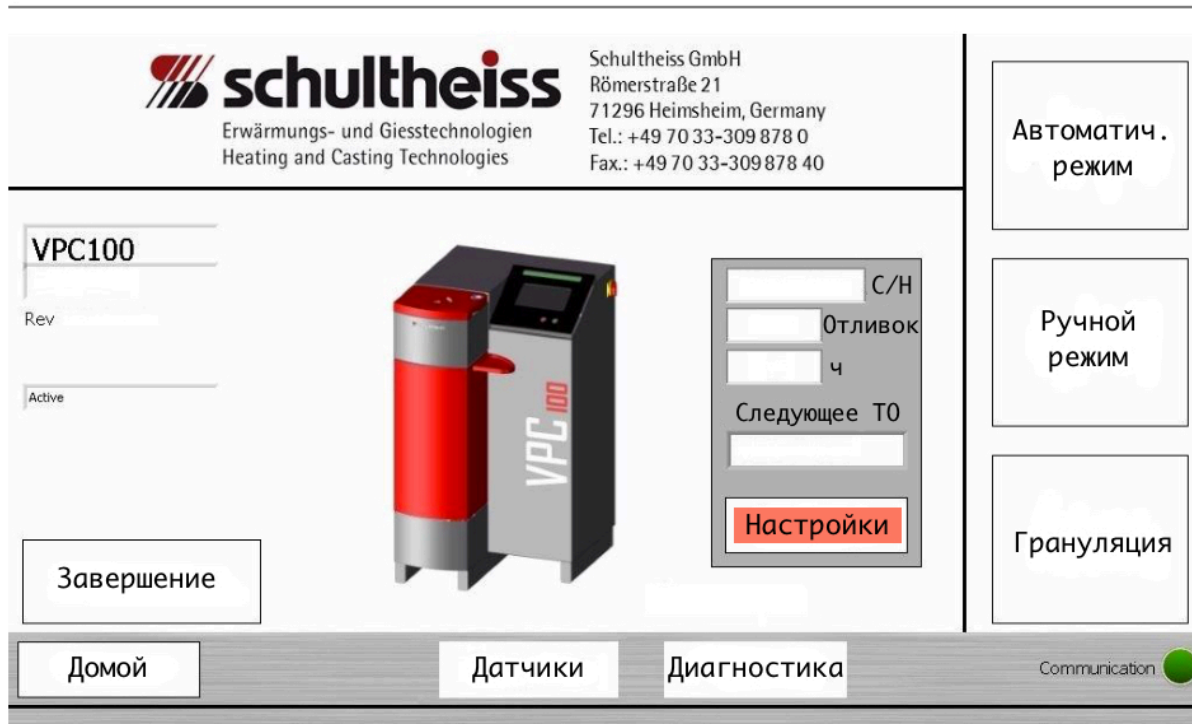 schultheiss
Erwärmungs- und Giesstechnologien
Heating and Casting Technologies
Schultheiss GmbH
Römerstraße 21
71296 Heimsheim, Germany
Tel.: +49 70 33-309 878 0
Fax.: +49 70 33-309 878 40
Автоматич.
режим
VPC100
Rev
Active
VPC 100
С/Н
Отливок
ч
Следующее ТО
Настройки
Ручной
режим
Грануляция
Завершение
Домой
Датчики
Диагностика
Communication